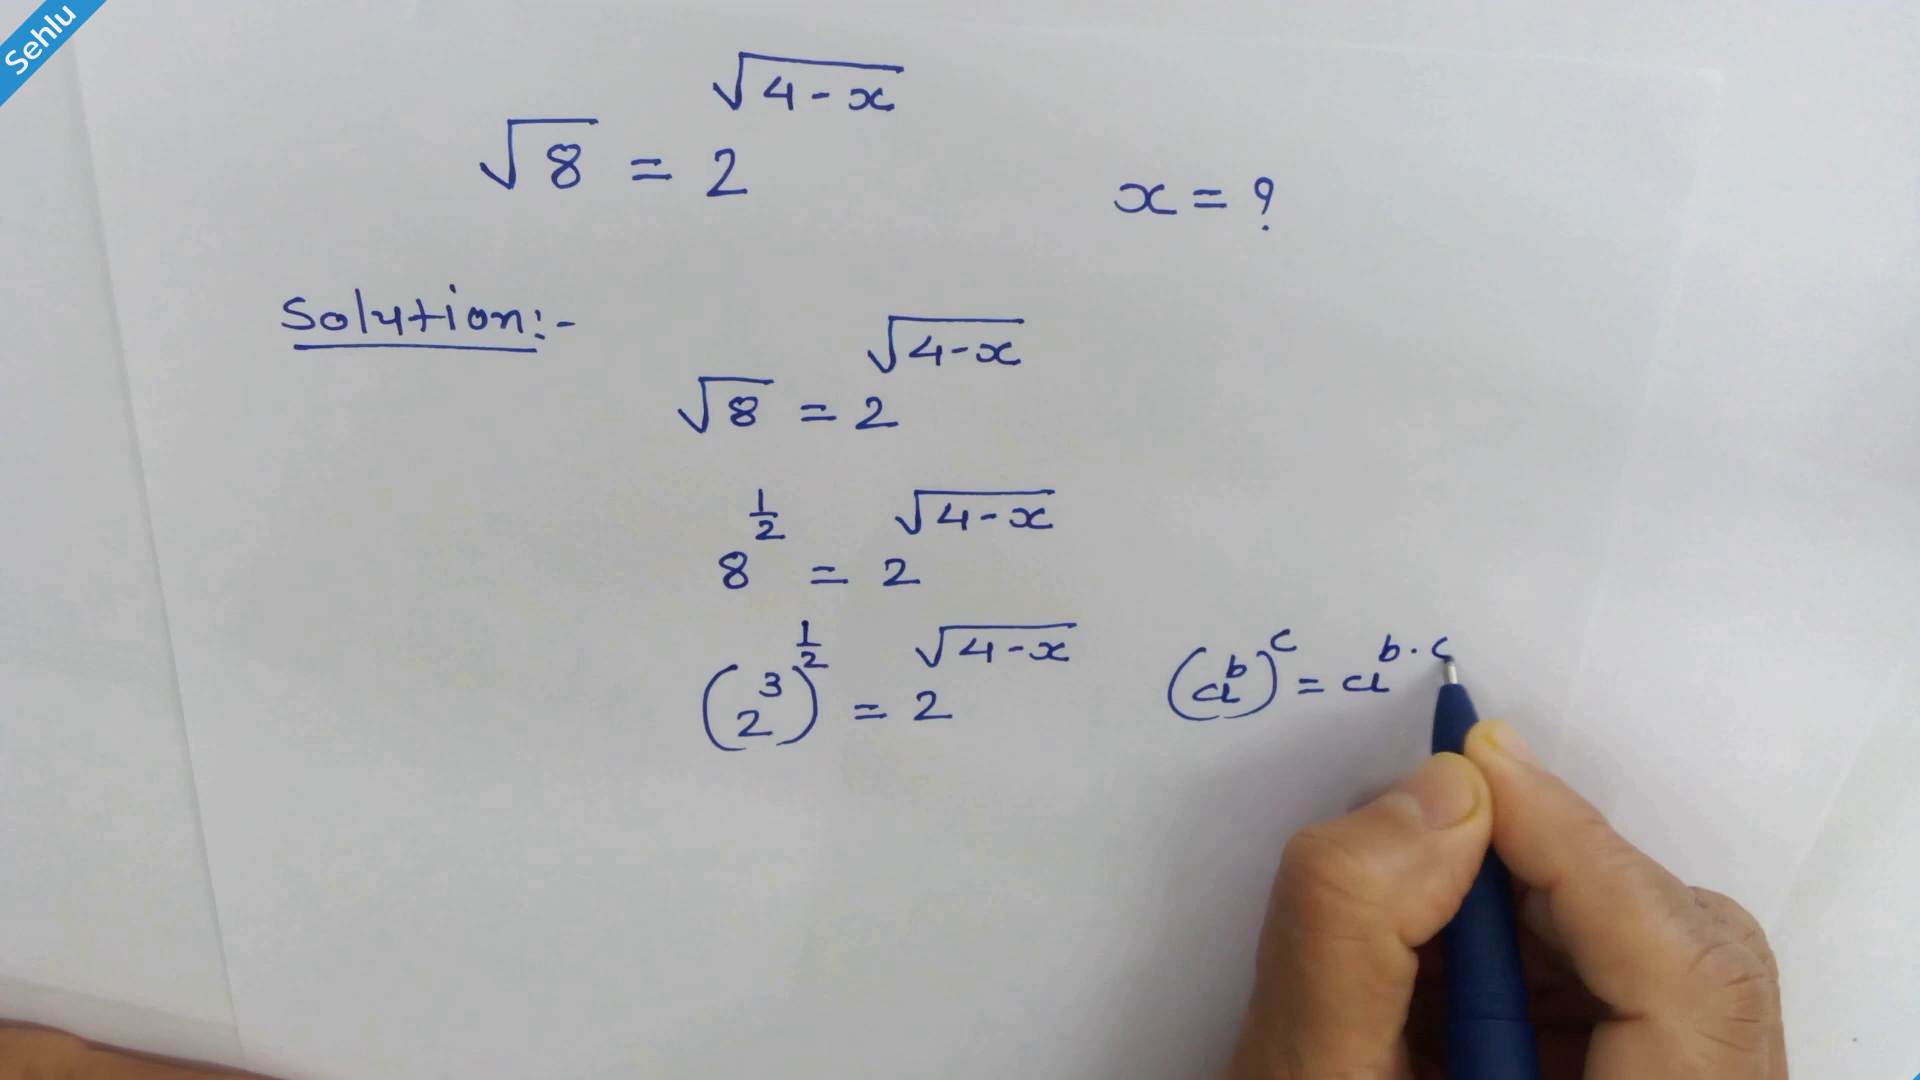 Sehlu
√8 = 2^√(4-x)
x = ?
Solution:-
√8 = 2^√(4-x)
8^(1/2) = 2^√(4-x)
(2^3)^(1/2) = 2^√(4-x)
(a^b)^c = a^(b·c)